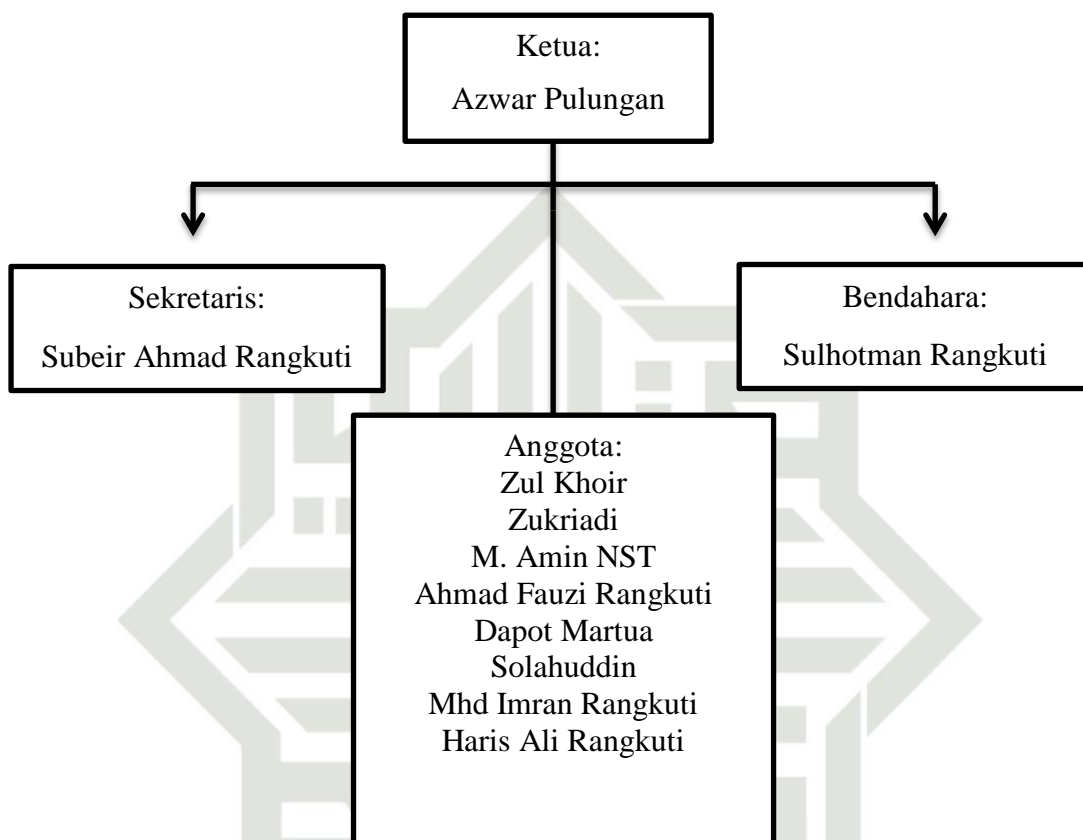 Ketua:
Azwar Pulungan
Sekretaris:
Subeir Ahmad Rangkuti
Bendahara:
Sulhotman Rangkuti
Anggota:
Zul Khoir
Zukriadi
M. Amin NST
Ahmad Fauzi Rangkuti
Dapot Martua
Solahuddin
Mhd Imran Rangkuti
Haris Ali Rangkuti